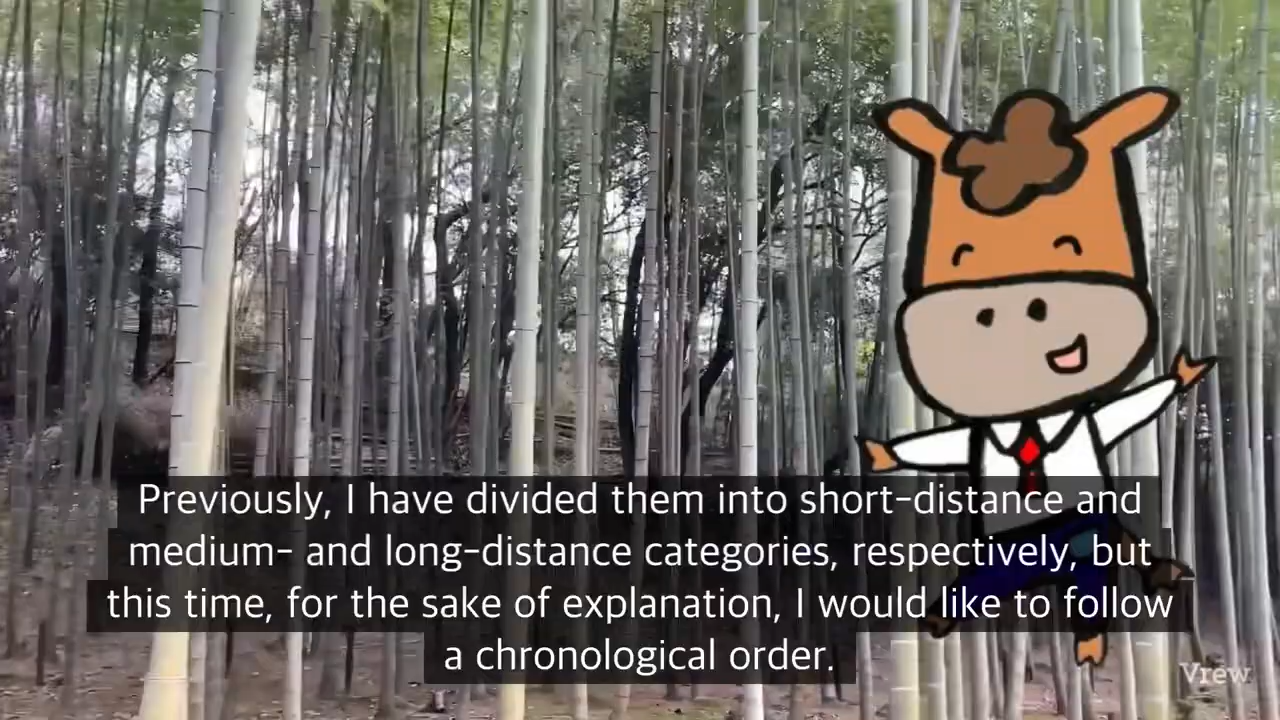 Previously, I have divided them into short-distance and
medium- and long-distance categories, respectively, but
this time, for the sake of explanation, I would like to follow
a chronological order.
Vrew